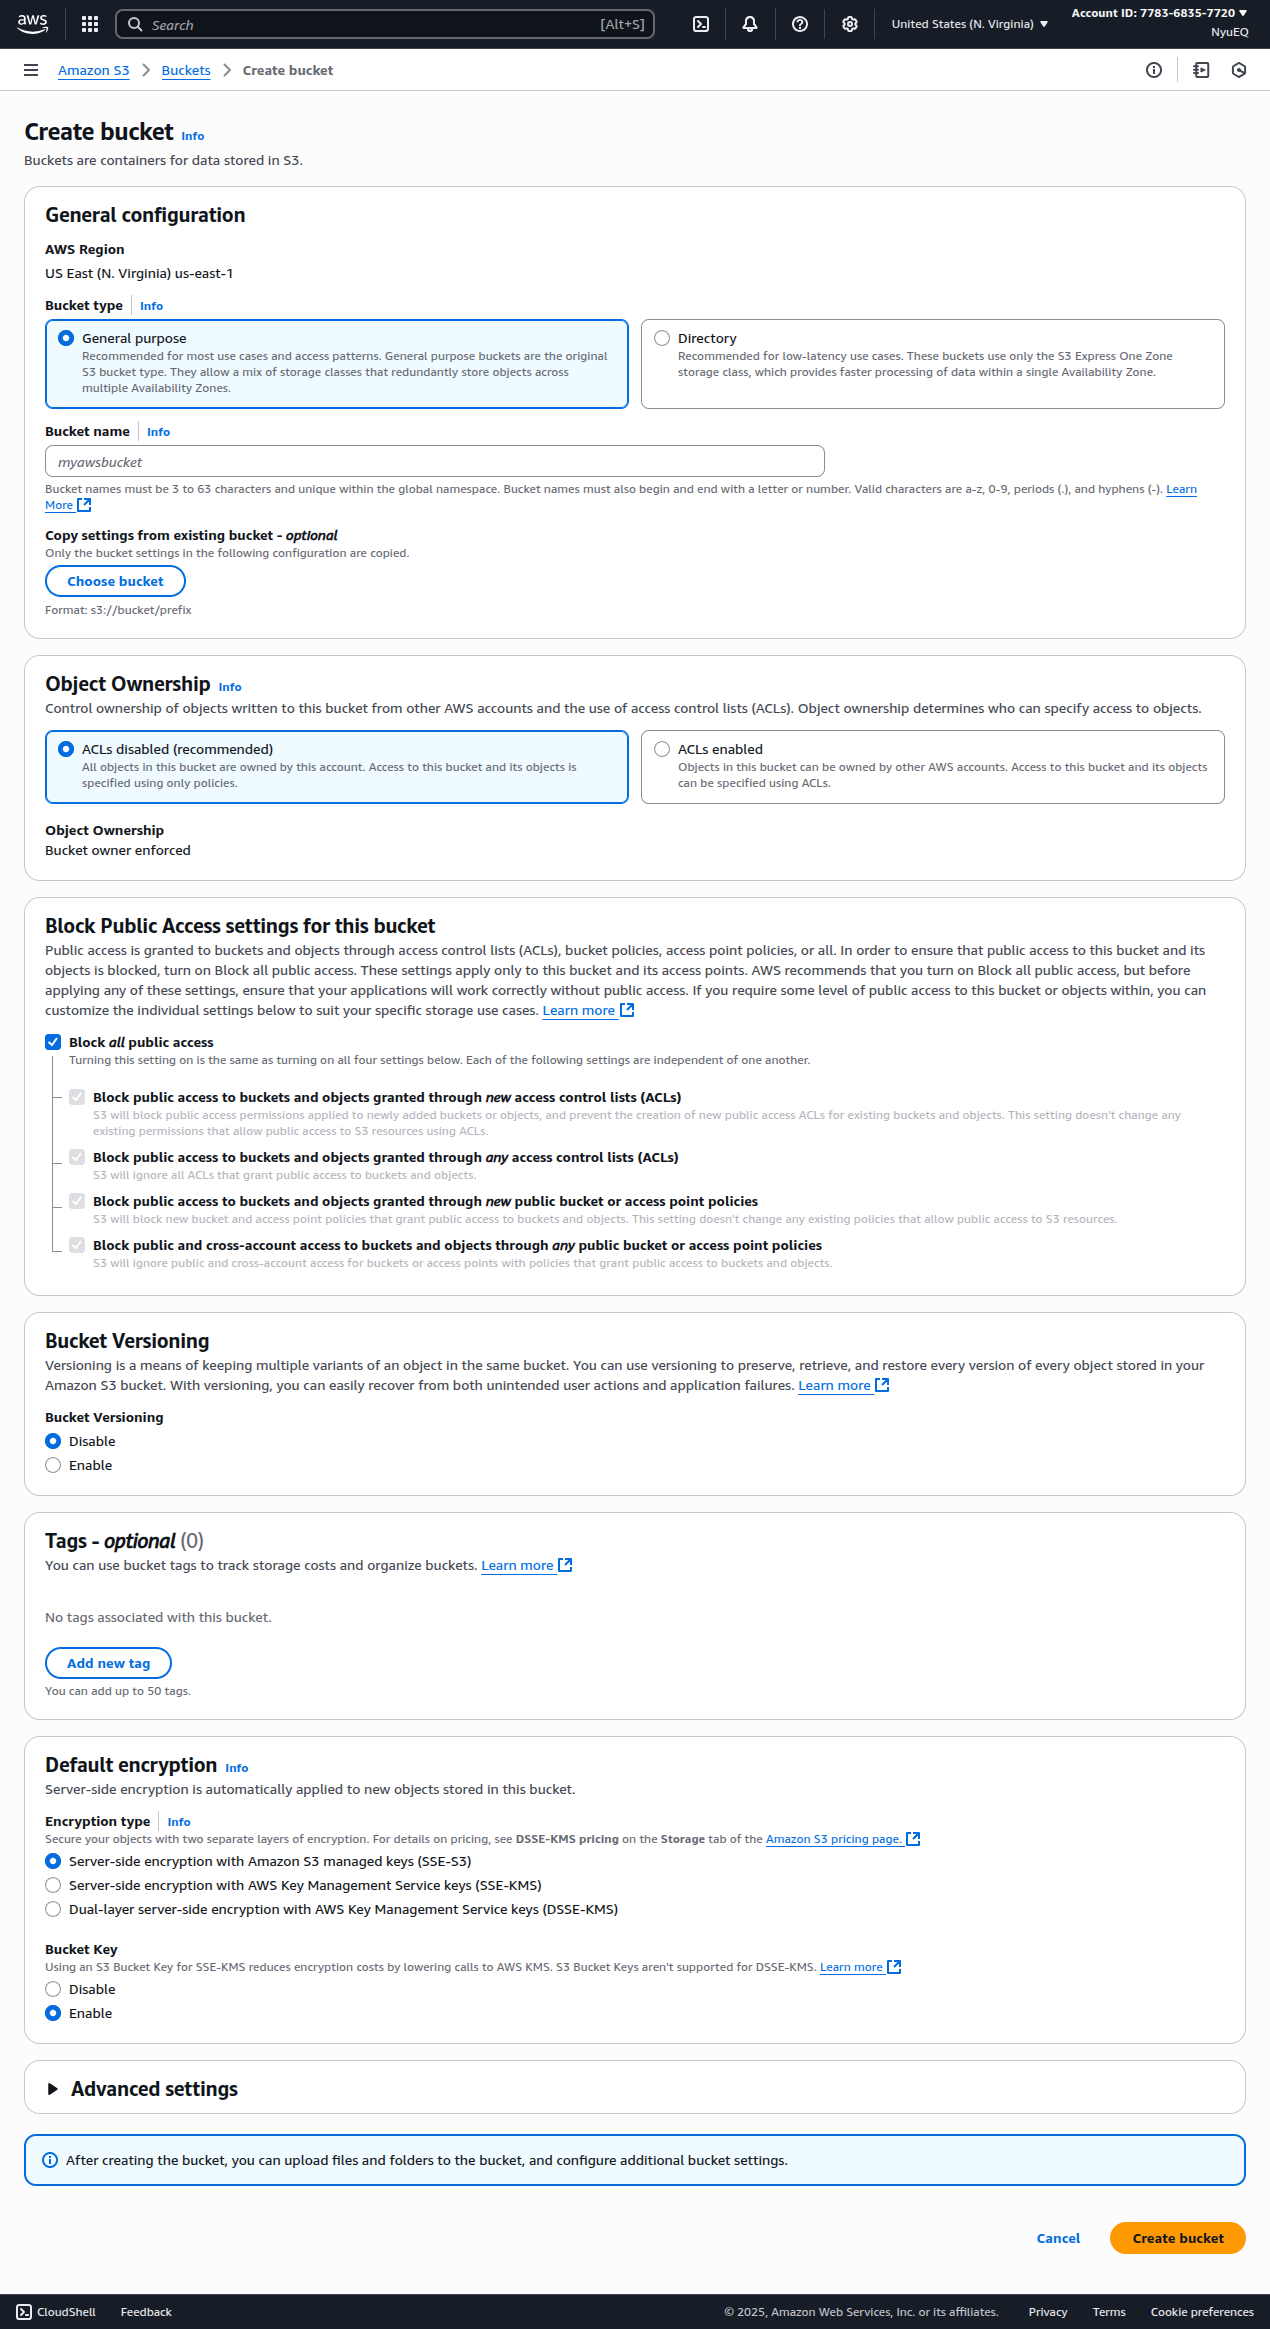 aws
Search [Alt+S]
United States (N. Virginia)
Account ID: 7783-6835-7720
NyuEQ
Amazon S3 > Buckets > Create bucket
Create bucket Info
Buckets are containers for data stored in S3.
General configuration
AWS Region
US East (N. Virginia) us-east-1
Bucket type Info
General purpose
Recommended for most use cases and access patterns. General purpose buckets are the original
S3 bucket type. They allow a mix of storage classes that redundantly store objects across
multiple Availability Zones.
Directory
Recommended for low-latency use cases. These buckets use only the S3 Express One Zone
storage class, which provides faster processing of data within a single Availability Zone.
Bucket name Info
myawsbucket
Bucket names must be 3 to 63 characters and unique within the global namespace. Bucket names must also begin and end with a letter or number. Valid characters are a-z, 0-9, periods (.), and hyphens (-). Learn
More
Copy settings from existing bucket - optional
Only the bucket settings in the following configuration are copied.
Choose bucket
Format: s3://bucket/prefix
Object Ownership Info
Control ownership of objects written to this bucket from other AWS accounts and the use of access control lists (ACLs). Object ownership determines who can specify access to objects.
ACLs disabled (recommended)
All objects in this bucket are owned by this account. Access to this bucket and its objects is
specified using only policies.
ACLs enabled
Objects in this bucket can be owned by other AWS accounts. Access to this bucket and its objects
can be specified using ACLs.
Object Ownership
Bucket owner enforced
Block Public Access settings for this bucket
Public access is granted to buckets and objects through access control lists (ACLs), bucket policies, access point policies, or all. In order to ensure that public access to this bucket and its
objects is blocked, turn on Block all public access. These settings apply only to this bucket and its access points. AWS recommends that you turn on Block all public access, but before
applying any of these settings, ensure that your applications will work correctly without public access. If you require some level of public access to this bucket or objects within, you can
customize the individual settings below to suit your specific storage use cases. Learn more
Block all public access
Turning this setting on is the same as turning on all four settings below. Each of the following settings are independent of one another.
Block public access to buckets and objects granted through new access control lists (ACLs)
S3 will block public access permissions applied to newly added buckets or objects, and prevent the creation of new public access ACLs for existing buckets and objects. This setting doesn't change any
existing permissions that allow public access to S3 resources using ACLs.
Block public access to buckets and objects granted through any access control lists (ACLs)
S3 will ignore all ACLs that grant public access to buckets and objects.
Block public access to buckets and objects granted through new public bucket or access point policies
S3 will block new bucket and access point policies that grant public access to buckets and objects. This setting doesn't change any existing policies that allow public access to S3 resources.
Block public and cross-account access to buckets and objects through any public bucket or access point policies
S3 will ignore public and cross-account access for buckets or access points with policies that grant public access to buckets and objects.
Bucket Versioning
Versioning is a means of keeping multiple variants of an object in the same bucket. You can use versioning to preserve, retrieve, and restore every version of every object stored in your
Amazon S3 bucket. With versioning, you can easily recover from both unintended user actions and application failures. Learn more
Bucket Versioning
Disable
Enable
Tags - optional (0)
You can use bucket tags to track storage costs and organize buckets. Learn more
No tags associated with this bucket.
Add new tag
You can add up to 50 tags.
Default encryption Info
Server-side encryption is automatically applied to new objects stored in this bucket.
Encryption type Info
Secure your objects with two separate layers of encryption. For details on pricing, see DSSE-KMS pricing on the Storage tab of the Amazon S3 pricing page.
Server-side encryption with Amazon S3 managed keys (SSE-S3)
Server-side encryption with AWS Key Management Service keys (SSE-KMS)
Dual-layer server-side encryption with AWS Key Management Service keys (DSSE-KMS)
Bucket Key
Using an S3 Bucket Key for SSE-KMS reduces encryption costs by lowering calls to AWS KMS. S3 Bucket Keys aren't supported for DSSE-KMS. Learn more
Disable
Enable
Advanced settings
After creating the bucket, you can upload files and folders to the bucket, and configure additional bucket settings.
Cancel Create bucket
CloudShell Feedback © 2025, Amazon Web Services, Inc. or its affiliates. Privacy Terms Cookie preferences